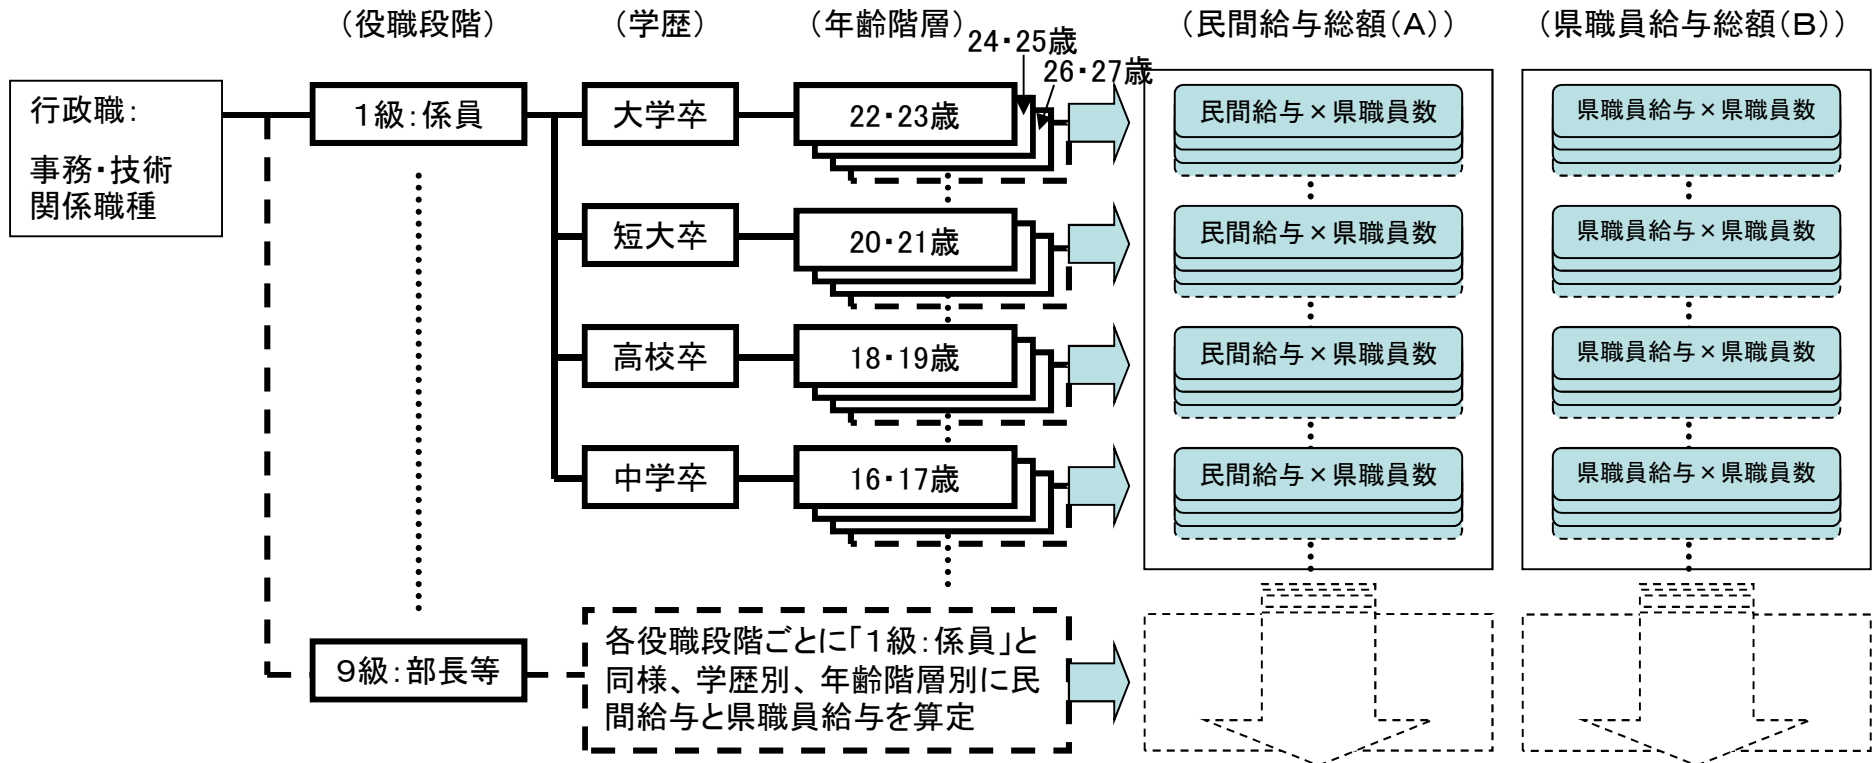 （役職段階）
（学歴）
（年齢階層）
（民間給与総額（A））
（県職員給与総額（B））
24・25歳
26・27歳
行政職：
事務・技術
関係職種
１級：係員
大学卒
22・23歳
民間給与×県職員数
県職員給与×県職員数
短大卒
20・21歳
民間給与×県職員数
県職員給与×県職員数
高校卒
18・19歳
民間給与×県職員数
県職員給与×県職員数
中学卒
16・17歳
民間給与×県職員数
県職員給与×県職員数
９級：部長等
各役職段階ごとに「１級：係員」と
同様、学歴別、年齢階層別に民
間給与と県職員給与を算定